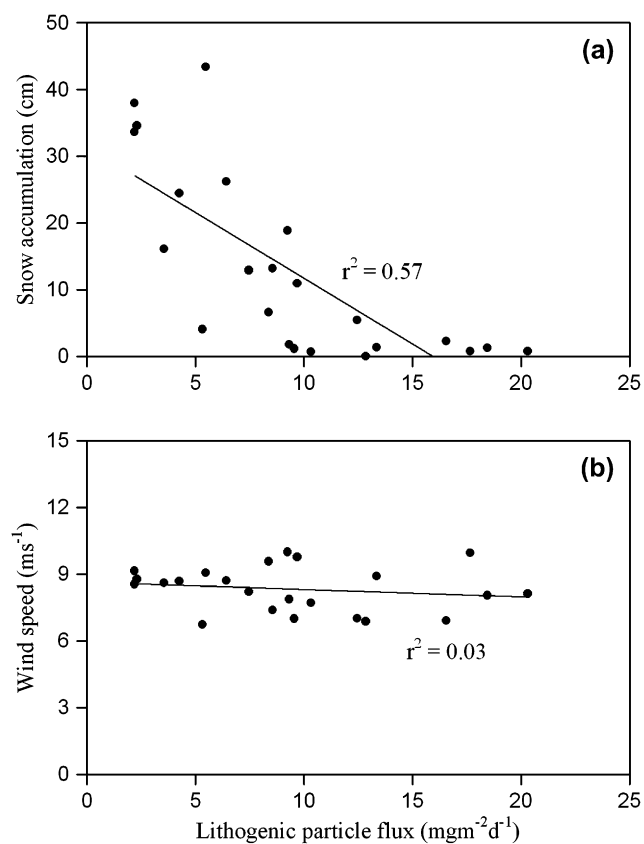 (a)
Snow accumulation (cm)
50
40
30
20
10
0
r² = 0.57
0 5 10 15 20 25
(b)
Wind speed (ms⁻¹)
15
12
9
6
3
0
r² = 0.03
0 5 10 15 20 25
Lithogenic particle flux (mgm⁻²d⁻¹)